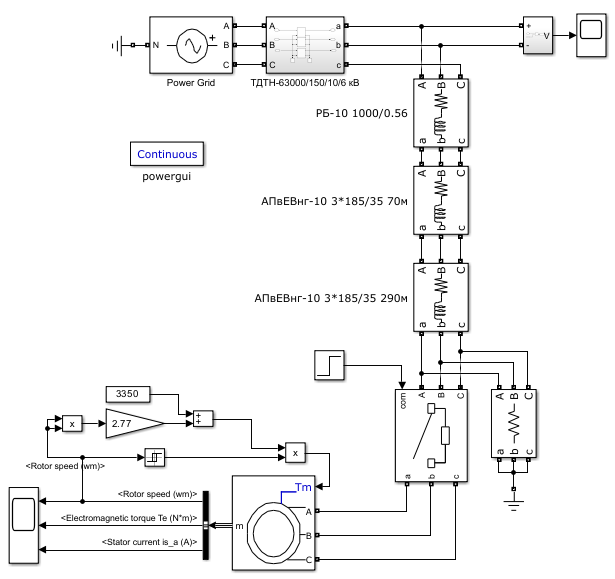 N
A
B
C
A
B
C
a
b
c
+
-
V
Power Grid
ТДТН-63000/150/10/6 кВ
A
B
C
РБ-10 1000/0.56
a
b
c
Continuous
powergui
A
B
C
АПвЕВнг-10 3*185/35 70м
a
b
c
A
B
C
АПвЕВнг-10 3*185/35 290м
a
b
c
com
A
B
C
A
B
C
3350
x
2.77
+
+
x
a
b
c
a
b
c
<Rotor speed (wm)>
Tm
<Rotor speed (wm)>
A
<Electromagnetic torque Te (N*m)>
m
B
<Stator current is_a (A)>
C